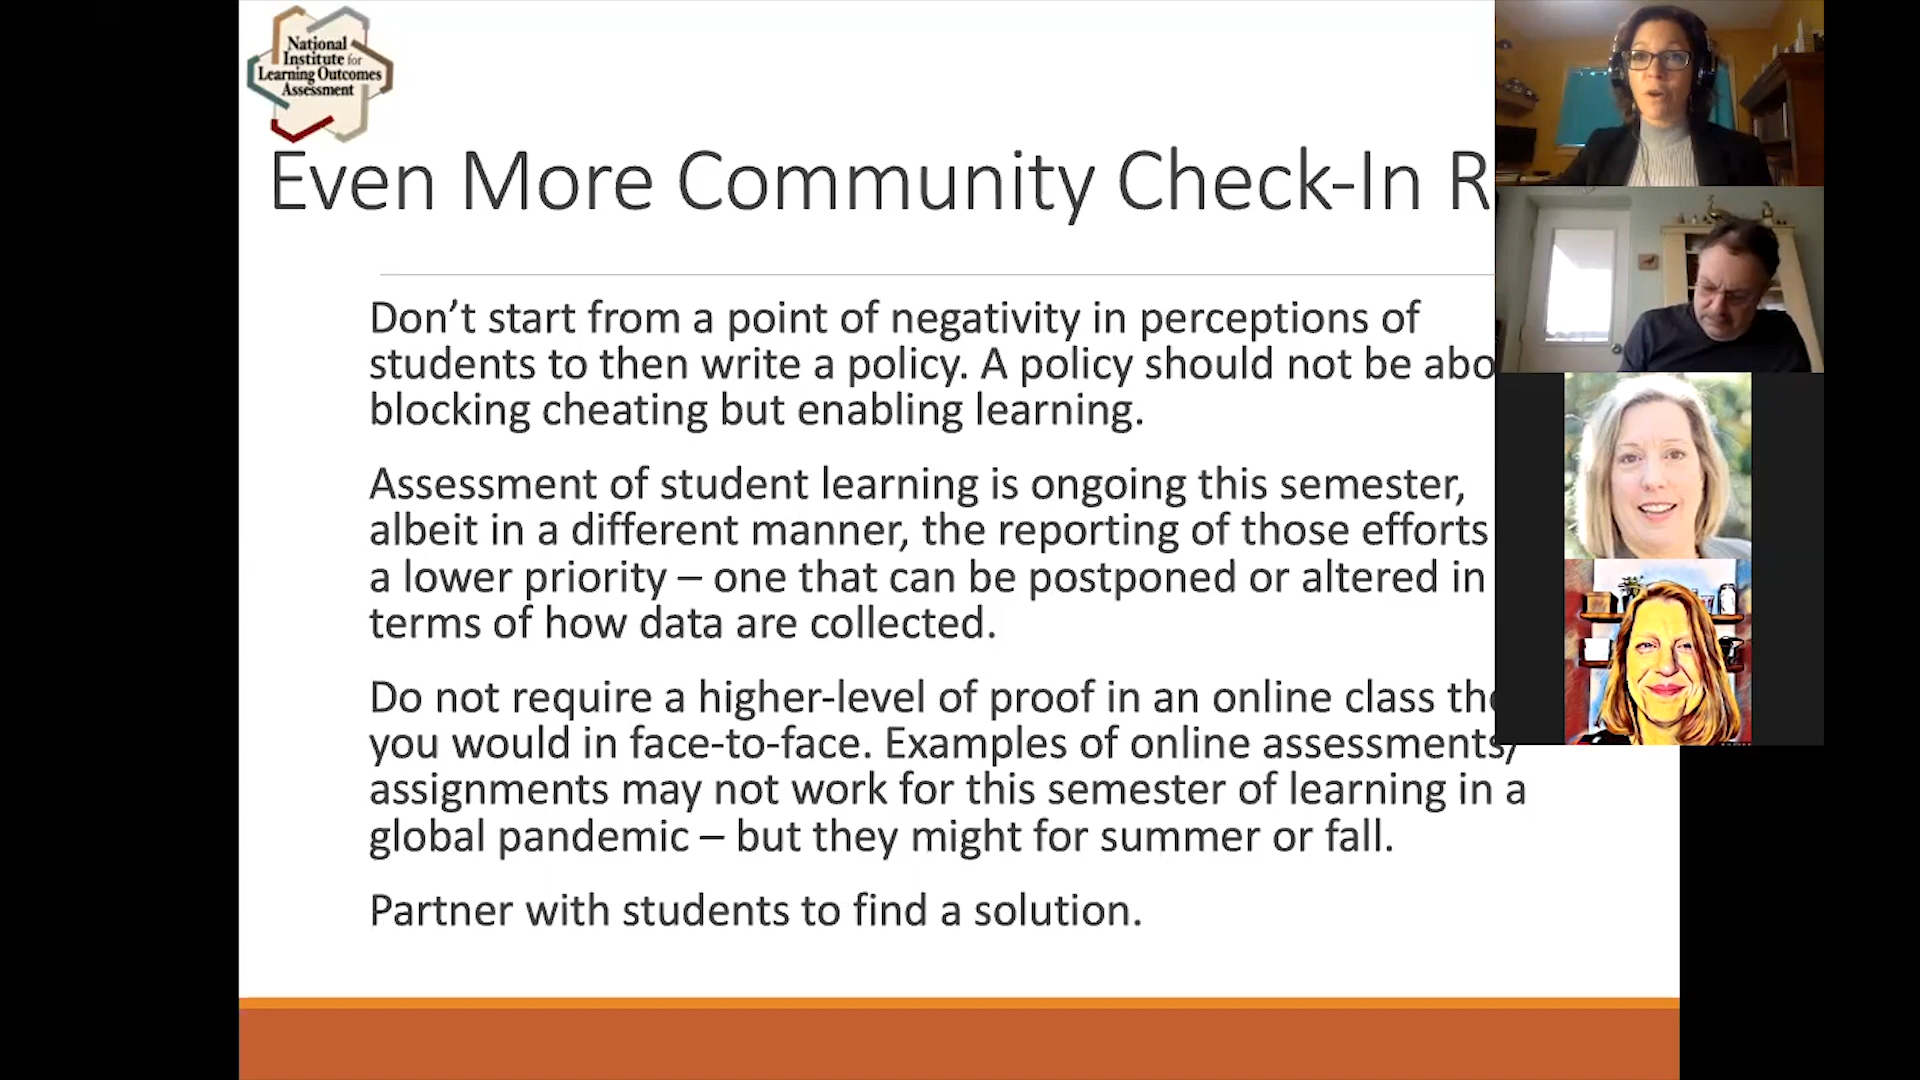 National
Institute for
Learning Outcomes
Assessment
Even More Community Check-In R
Don’t start from a point of negativity in perceptions of
students to then write a policy. A policy should not be abo
blocking cheating but enabling learning.
Assessment of student learning is ongoing this semester,
albeit in a different manner, the reporting of those efforts
a lower priority – one that can be postponed or altered in
terms of how data are collected.
Do not require a higher-level of proof in an online class th
you would in face-to-face. Examples of online assessments/
assignments may not work for this semester of learning in a
global pandemic – but they might for summer or fall.
Partner with students to find a solution.